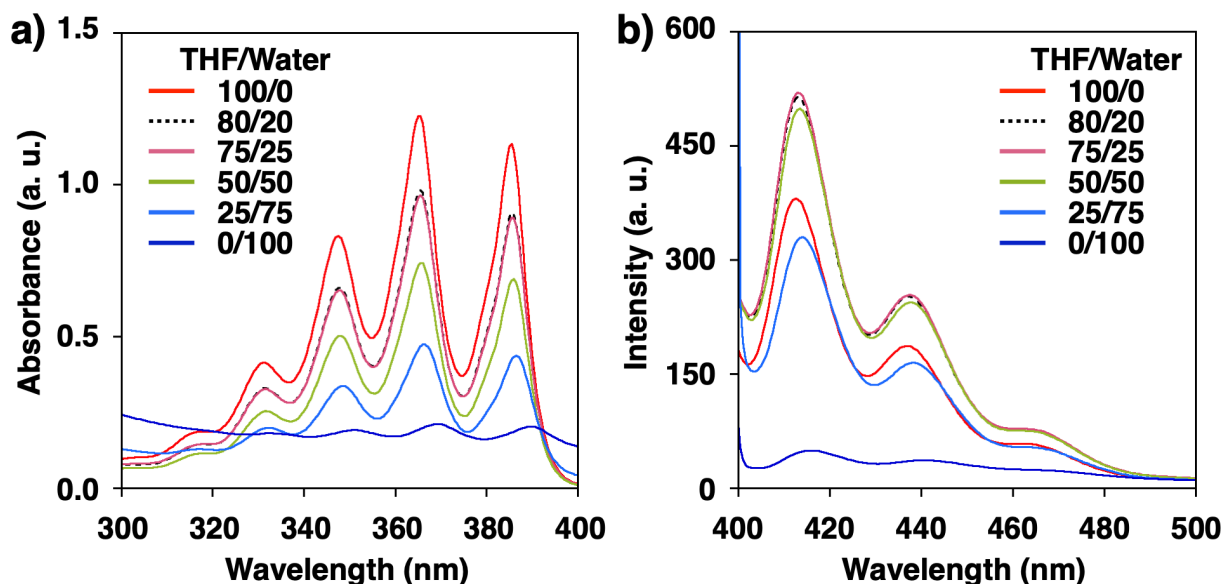 a)
1.5
1.0
0.5
0.0
Absorbance (a. u.)
THF/Water
100/0
80/20
75/25
50/50
25/75
0/100
300 320 340 360 380 400
Wavelength (nm)
b)
600
450
300
150
0
Intensity (a. u.)
THF/Water
100/0
80/20
75/25
50/50
25/75
0/100
400 420 440 460 480 500
Wavelength (nm)